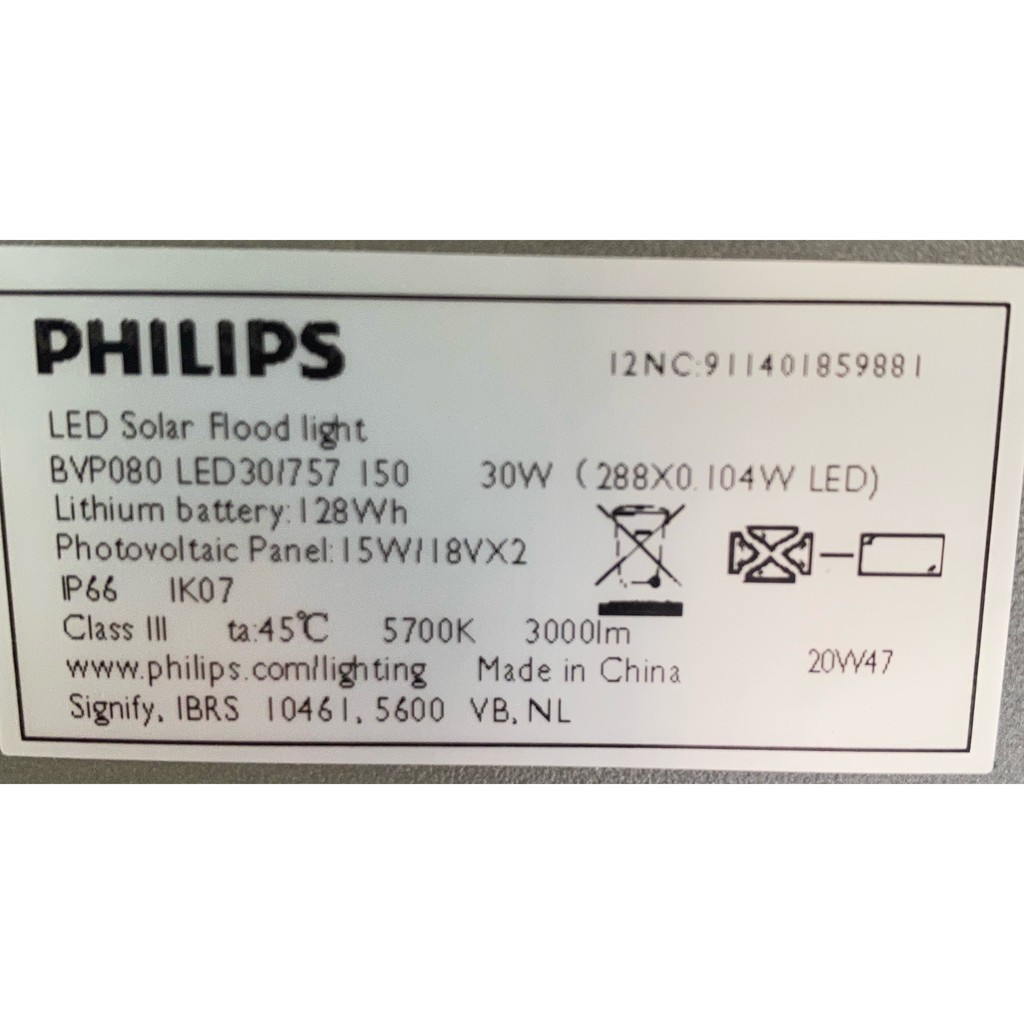 PHILIPS
12NC:911401859881
LED Solar Flood light
BVP080 LED30/757 150 30W (288X0.104W LED)
Lithium battery:128Wh
Photovoltaic Panel:15W/18VX2
IP66 IK07
Class III ta:45℃ 5700K 3000lm
www.philips.com/lighting Made in China
20W47
Signify, IBRS 10461, 5600 VB, NL